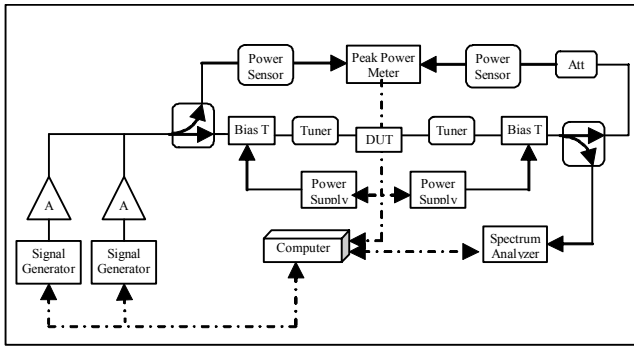 Power
Sensor
Peak Power
Meter
Power
Sensor
Att
Bias T
Tuner
DUT
Tuner
Bias T
Power
Supply
Power
Supply
A
A
Signal
Generator
Signal
Generator
Computer
Spectrum
Analyzer